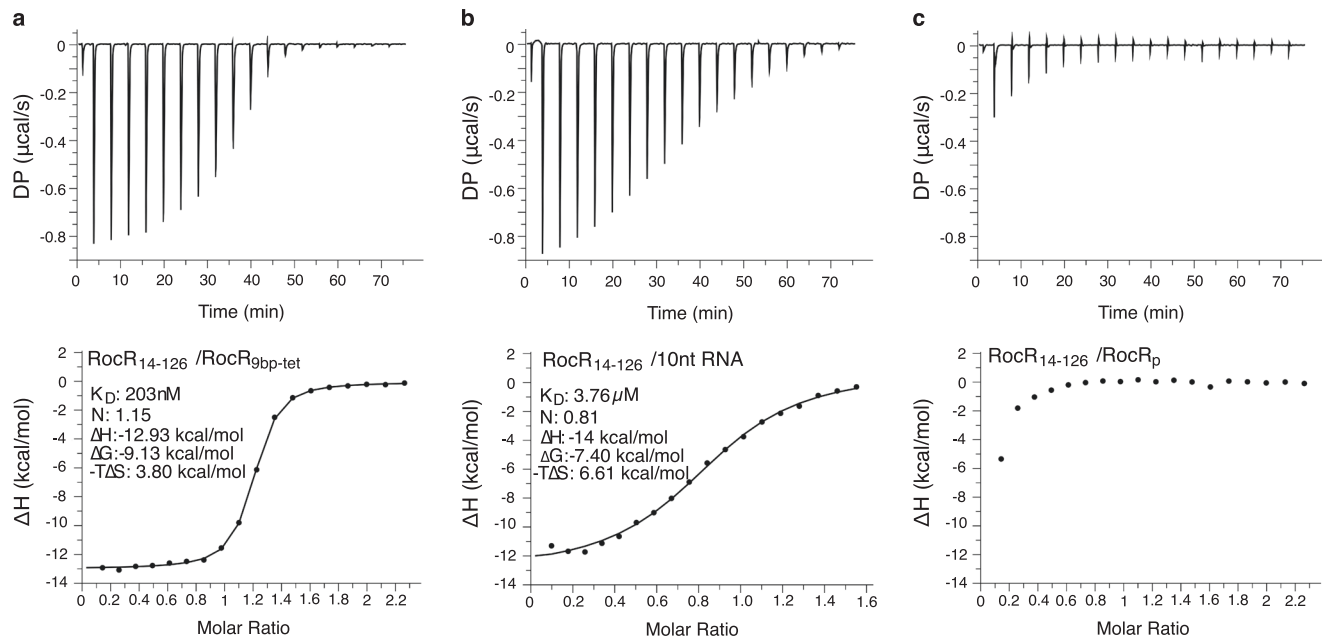 a
0
-0.2
-0.4
-0.6
-0.8
DP (µcal/s)
0 10 20 30 40 50 60 70
Time (min)
b
0
-0.2
-0.4
-0.6
-0.8
DP (µcal/s)
0 10 20 30 40 50 60 70
Time (min)
c
0
-0.2
-0.4
-0.6
-0.8
DP (µcal/s)
0 10 20 30 40 50 60 70
Time (min)
2
0
-2
-4
-6
-8
-10
-12
-14
ΔH (kcal/mol)
RocR14-126 /RocR9bp-tet
KD: 203nM
N: 1.15
ΔH:-12.93 kcal/mol
ΔG:-9.13 kcal/mol
-TΔS: 3.80 kcal/mol
0 0.2 0.4 0.6 0.8 1 1.2 1.4 1.6 1.8 2 2.2
Molar Ratio
2
0
-2
-4
-6
-8
-10
-12
-14
ΔH (kcal/mol)
RocR14-126 /10nt RNA
KD: 3.76µM
N: 0.81
ΔH: -14 kcal/mol
ΔG:-7.40 kcal/mol
-TΔS: 6.61 kcal/mol
0 0.2 0.4 0.6 0.8 1.0 1.2 1.4 1.6
Molar Ratio
2
0
-2
-4
-6
-8
-10
-12
-14
ΔH (kcal/mol)
RocR14-126 /RocRp
0 0.2 0.4 0.6 0.8 1 1.2 1.4 1.6 1.8 2 2.2
Molar Ratio